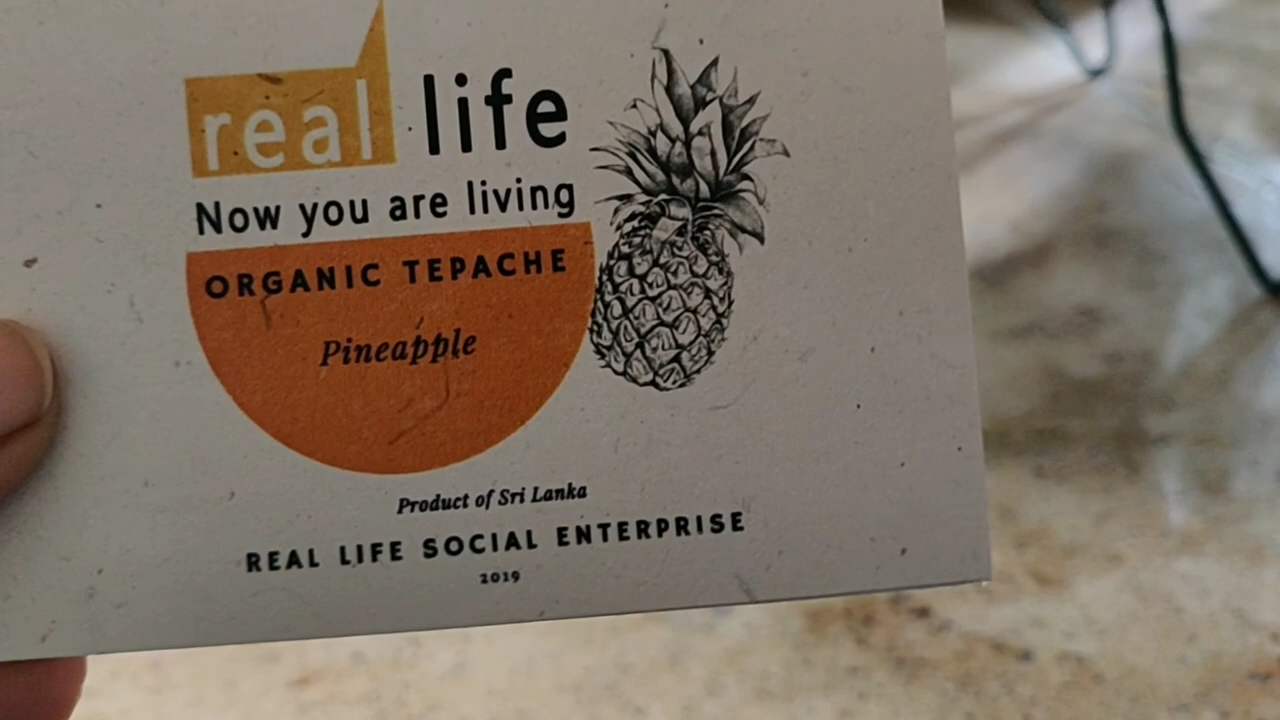 real life
Now you are living
ORGANIC TEPACHE
Pineapple
Product of Sri Lanka
REAL LIFE SOCIAL ENTERPRISE
2019